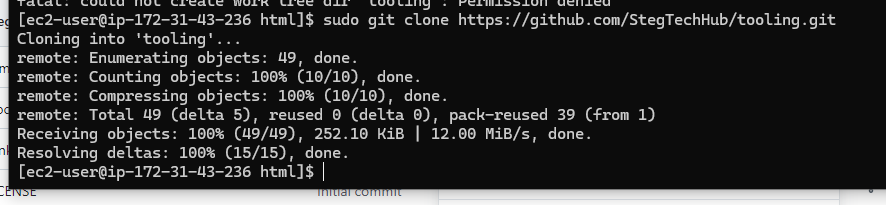 fatal: could not create work tree dir 'tooling': Permission denied
[ec2-user@ip-172-31-43-236 html]$ sudo git clone https://github.com/StegTechHub/tooling.git
Cloning into 'tooling'...
remote: Enumerating objects: 49, done.
remote: Counting objects: 100% (10/10), done.
remote: Compressing objects: 100% (10/10), done.
remote: Total 49 (delta 5), reused 0 (delta 0), pack-reused 39 (from 1)
Receiving objects: 100% (49/49), 252.10 KiB | 12.00 MiB/s, done.
Resolving deltas: 100% (15/15), done.
[ec2-user@ip-172-31-43-236 html]$
CENSE Initial commit